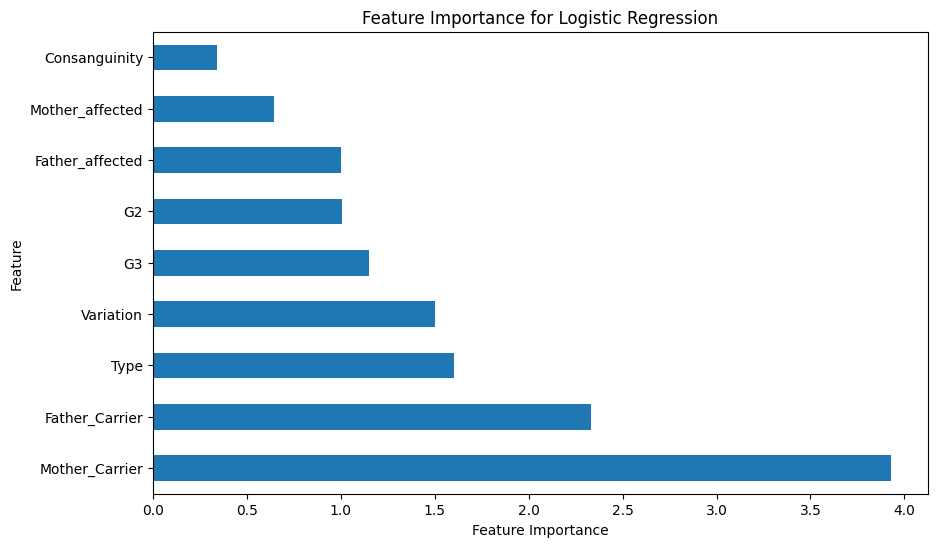 Feature Importance for Logistic Regression
Feature
Consanguinity
Mother_affected
Father_affected
G2
G3
Variation
Type
Father_Carrier
Mother_Carrier
0.0 0.5 1.0 1.5 2.0 2.5 3.0 3.5 4.0
Feature Importance